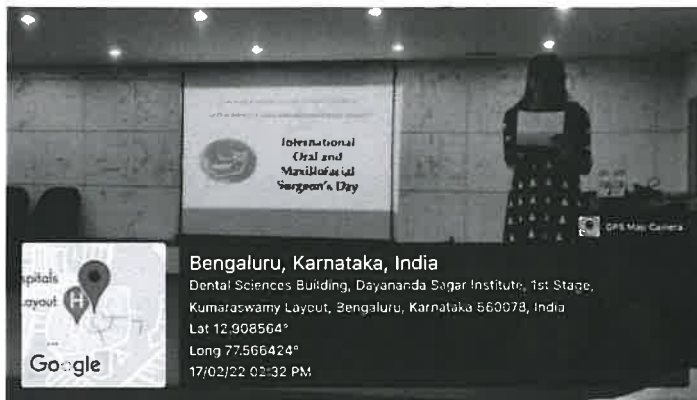 International
Oral and
Maxillofacial
Surgeon's Day
GPS Map Camera
spitals
ayout
H
Google
Bengaluru, Karnataka, India
Dental Sciences Building, Dayananda Sagar Institute, 1st Stage,
Kumaraswamy Layout, Bengaluru, Karnataka 560078, India
Lat 12.908564°
Long 77.566424°
17/02/22 02:32 PM